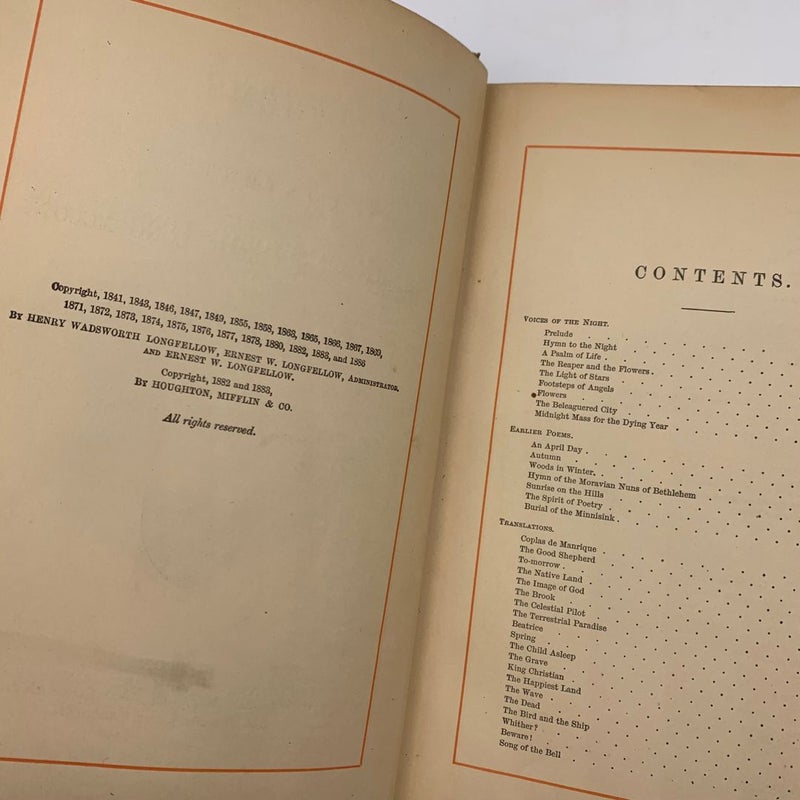 Copyright, 1841, 1843, 1846, 1847, 1849, 1855, 1858, 1863, 1865, 1866, 1867, 1869,
1871, 1872, 1873, 1874, 1875, 1876, 1877, 1878, 1880, 1882, 1883, and 1886
BY HENRY WADSWORTH LONGFELLOW, ERNEST W. LONGFELLOW, ADMINISTRATOR,
AND ERNEST W. LONGFELLOW.
Copyright, 1882 and 1883,
BY HOUGHTON, MIFFLIN & CO.
All rights reserved.
CONTENTS.
VOICES OF THE NIGHT.
Prelude
Hymn to the Night
A Psalm of Life
The Reaper and the Flowers
The Light of Stars
Footsteps of Angels
Flowers
The Beleaguered City
Midnight Mass for the Dying Year
EARLIER POEMS.
An April Day
Autumn
Woods in Winter
Hymn of the Moravian Nuns of Bethlehem
Sunrise on the Hills
The Spirit of Poetry
Burial of the Minnisink
TRANSLATIONS.
Coplas de Manrique
The Good Shepherd
To-morrow
The Native Land
The Image of God
The Brook
The Celestial Pilot
The Terrestrial Paradise
Beatrice
Spring
The Child Asleep
The Grave
King Christian
The Happiest Land
The Wave
The Dead
The Bird and the Ship
Whither?
Beware!
Song of the Bell